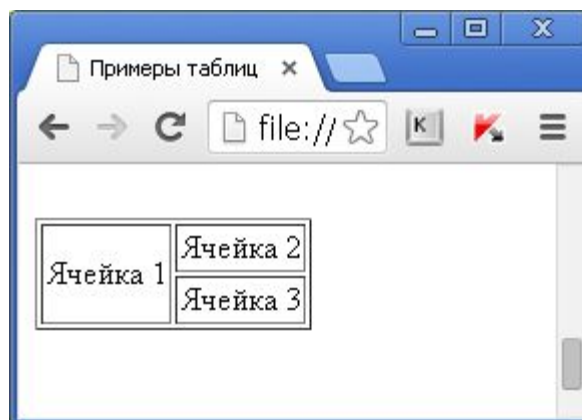 Примеры таблиц
file://
K
Ячейка 1
Ячейка 2
Ячейка 3